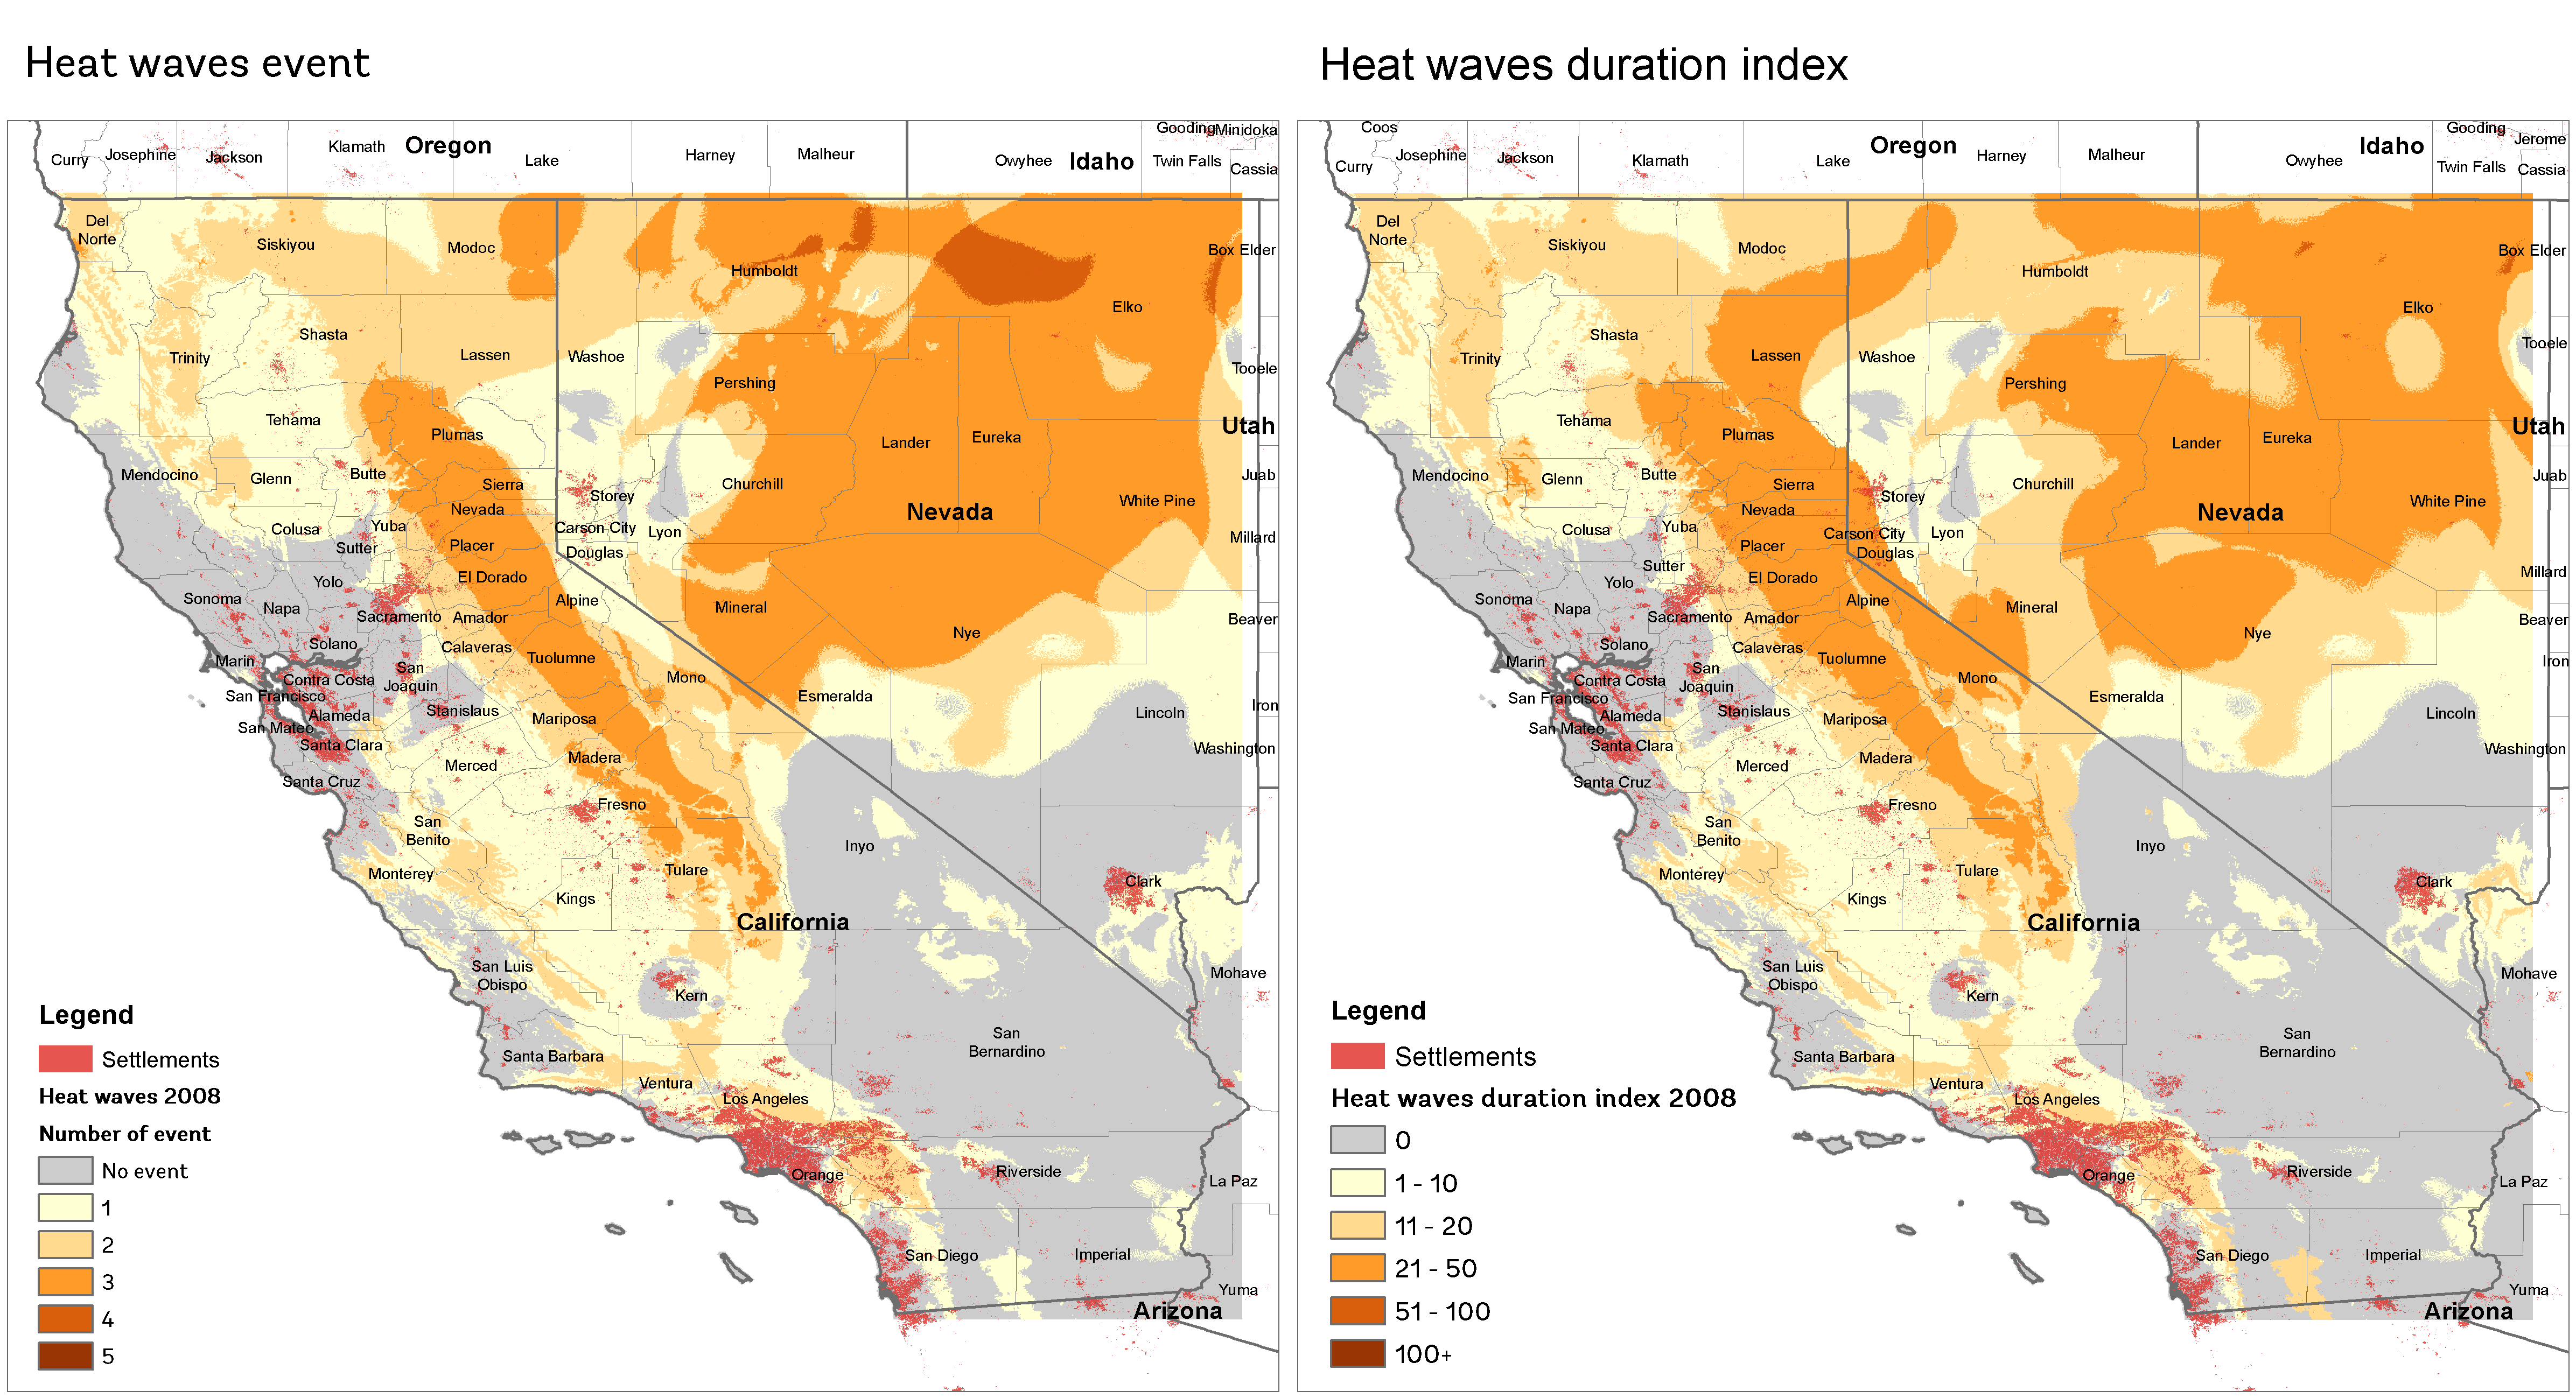 Heat waves event
Heat waves duration index
Gooding Minidoka
Curry Josephine Jackson Klamath Oregon Lake Harney Malheur Owyhee Idaho Twin Falls Cassia
Del Norte
Siskiyou
Modoc
Humboldt
Box Elder
Elko
Shasta
Trinity
Lassen
Washoe
Tooele
Pershing
Tehama
Plumas
Utah
Lander
Eureka
Mendocino
Glenn
Butte
Sierra
Storey
Churchill
Juab
White Pine
Nevada
Nevada
Colusa
Yuba
Carson City
Lyon
Sutter
Placer
Douglas
Millard
Yolo
El Dorado
Sonoma
Napa
Alpine
Mineral
Sacramento
Amador
Beaver
Nye
Solano
Calaveras
Marin
San Joaquin
Tuolumne
Contra Costa
Mono
San Francisco
Esmeralda
Alameda
Stanislaus
Mariposa
Lincoln
Iron
San Mateo
Santa Clara
Washington
Madera
Merced
Santa Cruz
Fresno
San Benito
Inyo
Monterey
Tulare
Clark
Kings
California
San Luis Obispo
Kern
Mohave
San Bernardino
Santa Barbara
Ventura
Los Angeles
Orange
Riverside
La Paz
San Diego
Imperial
Yuma
Arizona
Legend
Settlements
Heat waves 2008
Number of event
No event
1
2
3
4
5
Coos
Gooding
Jerome
Curry Josephine Jackson Klamath Lake Oregon Harney Malheur Owyhee Idaho Twin Falls Cassia
Del Norte
Siskiyou
Modoc
Humboldt
Box Elder
Elko
Shasta
Trinity
Lassen
Washoe
Tooele
Pershing
Tehama
Plumas
Utah
Lander
Eureka
Mendocino
Glenn
Butte
Sierra
Storey
Churchill
Juab
White Pine
Nevada
Nevada
Colusa
Yuba
Carson City
Lyon
Sutter
Placer
Douglas
Millard
Yolo
El Dorado
Sonoma
Napa
Alpine
Mineral
Sacramento
Amador
Beaver
Nye
Solano
Calaveras
Marin
San Joaquin
Tuolumne
Iron
Contra Costa
Mono
San Francisco
Esmeralda
Alameda
Stanislaus
Mariposa
Lincoln
San Mateo
Santa Clara
Washington
Madera
Merced
Santa Cruz
Fresno
San Benito
Inyo
Monterey
Tulare
Clark
Kings
California
San Luis Obispo
Kern
Mohave
San Bernardino
Santa Barbara
Ventura
Los Angeles
Orange
Riverside
La Paz
San Diego
Imperial
Yuma
Arizona
Legend
Settlements
Heat waves duration index 2008
0
1 - 10
11 - 20
21 - 50
51 - 100
100+